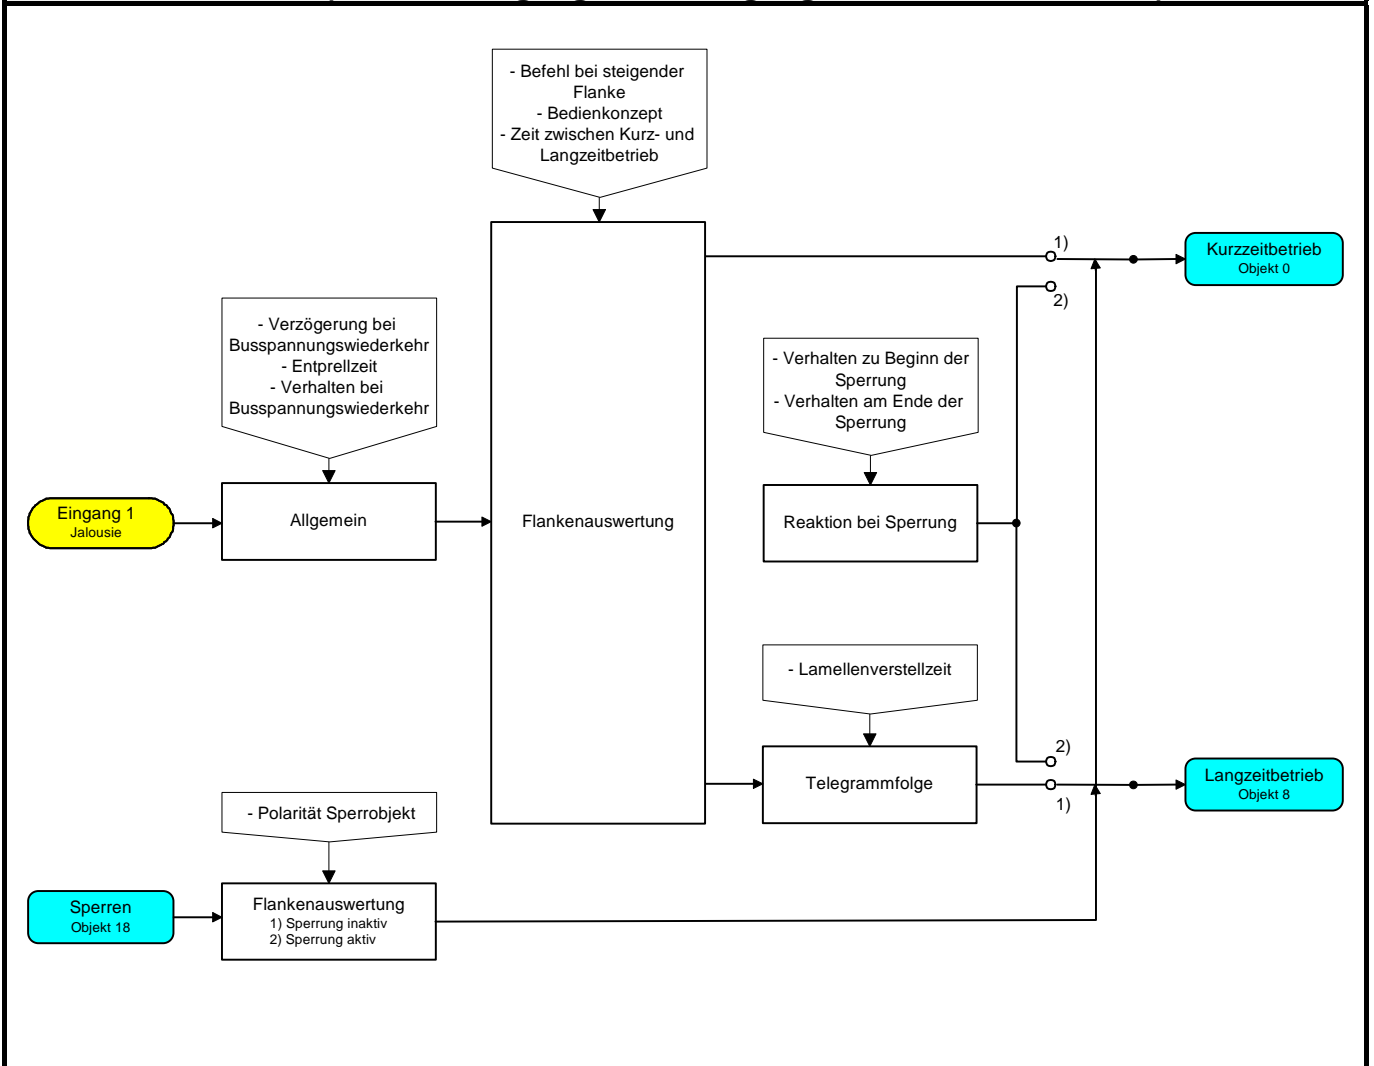 - Befehl bei steigender
Flanke
- Bedienkonzept
- Zeit zwischen Kurz- und
Langzeitbetrieb
1)
Kurzzeitbetrieb
Objekt 0
2)
- Verzögerung bei
Busspannungswiederkehr
- Entprellzeit
- Verhalten bei
Busspannungswiederkehr
- Verhalten zu Beginn der
Sperrung
- Verhalten am Ende der
Sperrung
Eingang 1
Jalousie
Allgemein
Flankenauswertung
Reaktion bei Sperrung
- Lamellenverstellzeit
2)
Telegrammfolge
1)
Langzeitbetrieb
Objekt 8
- Polarität Sperrobjekt
Sperren
Objekt 18
Flankenauswertung
1) Sperrung inaktiv
2) Sperrung aktiv